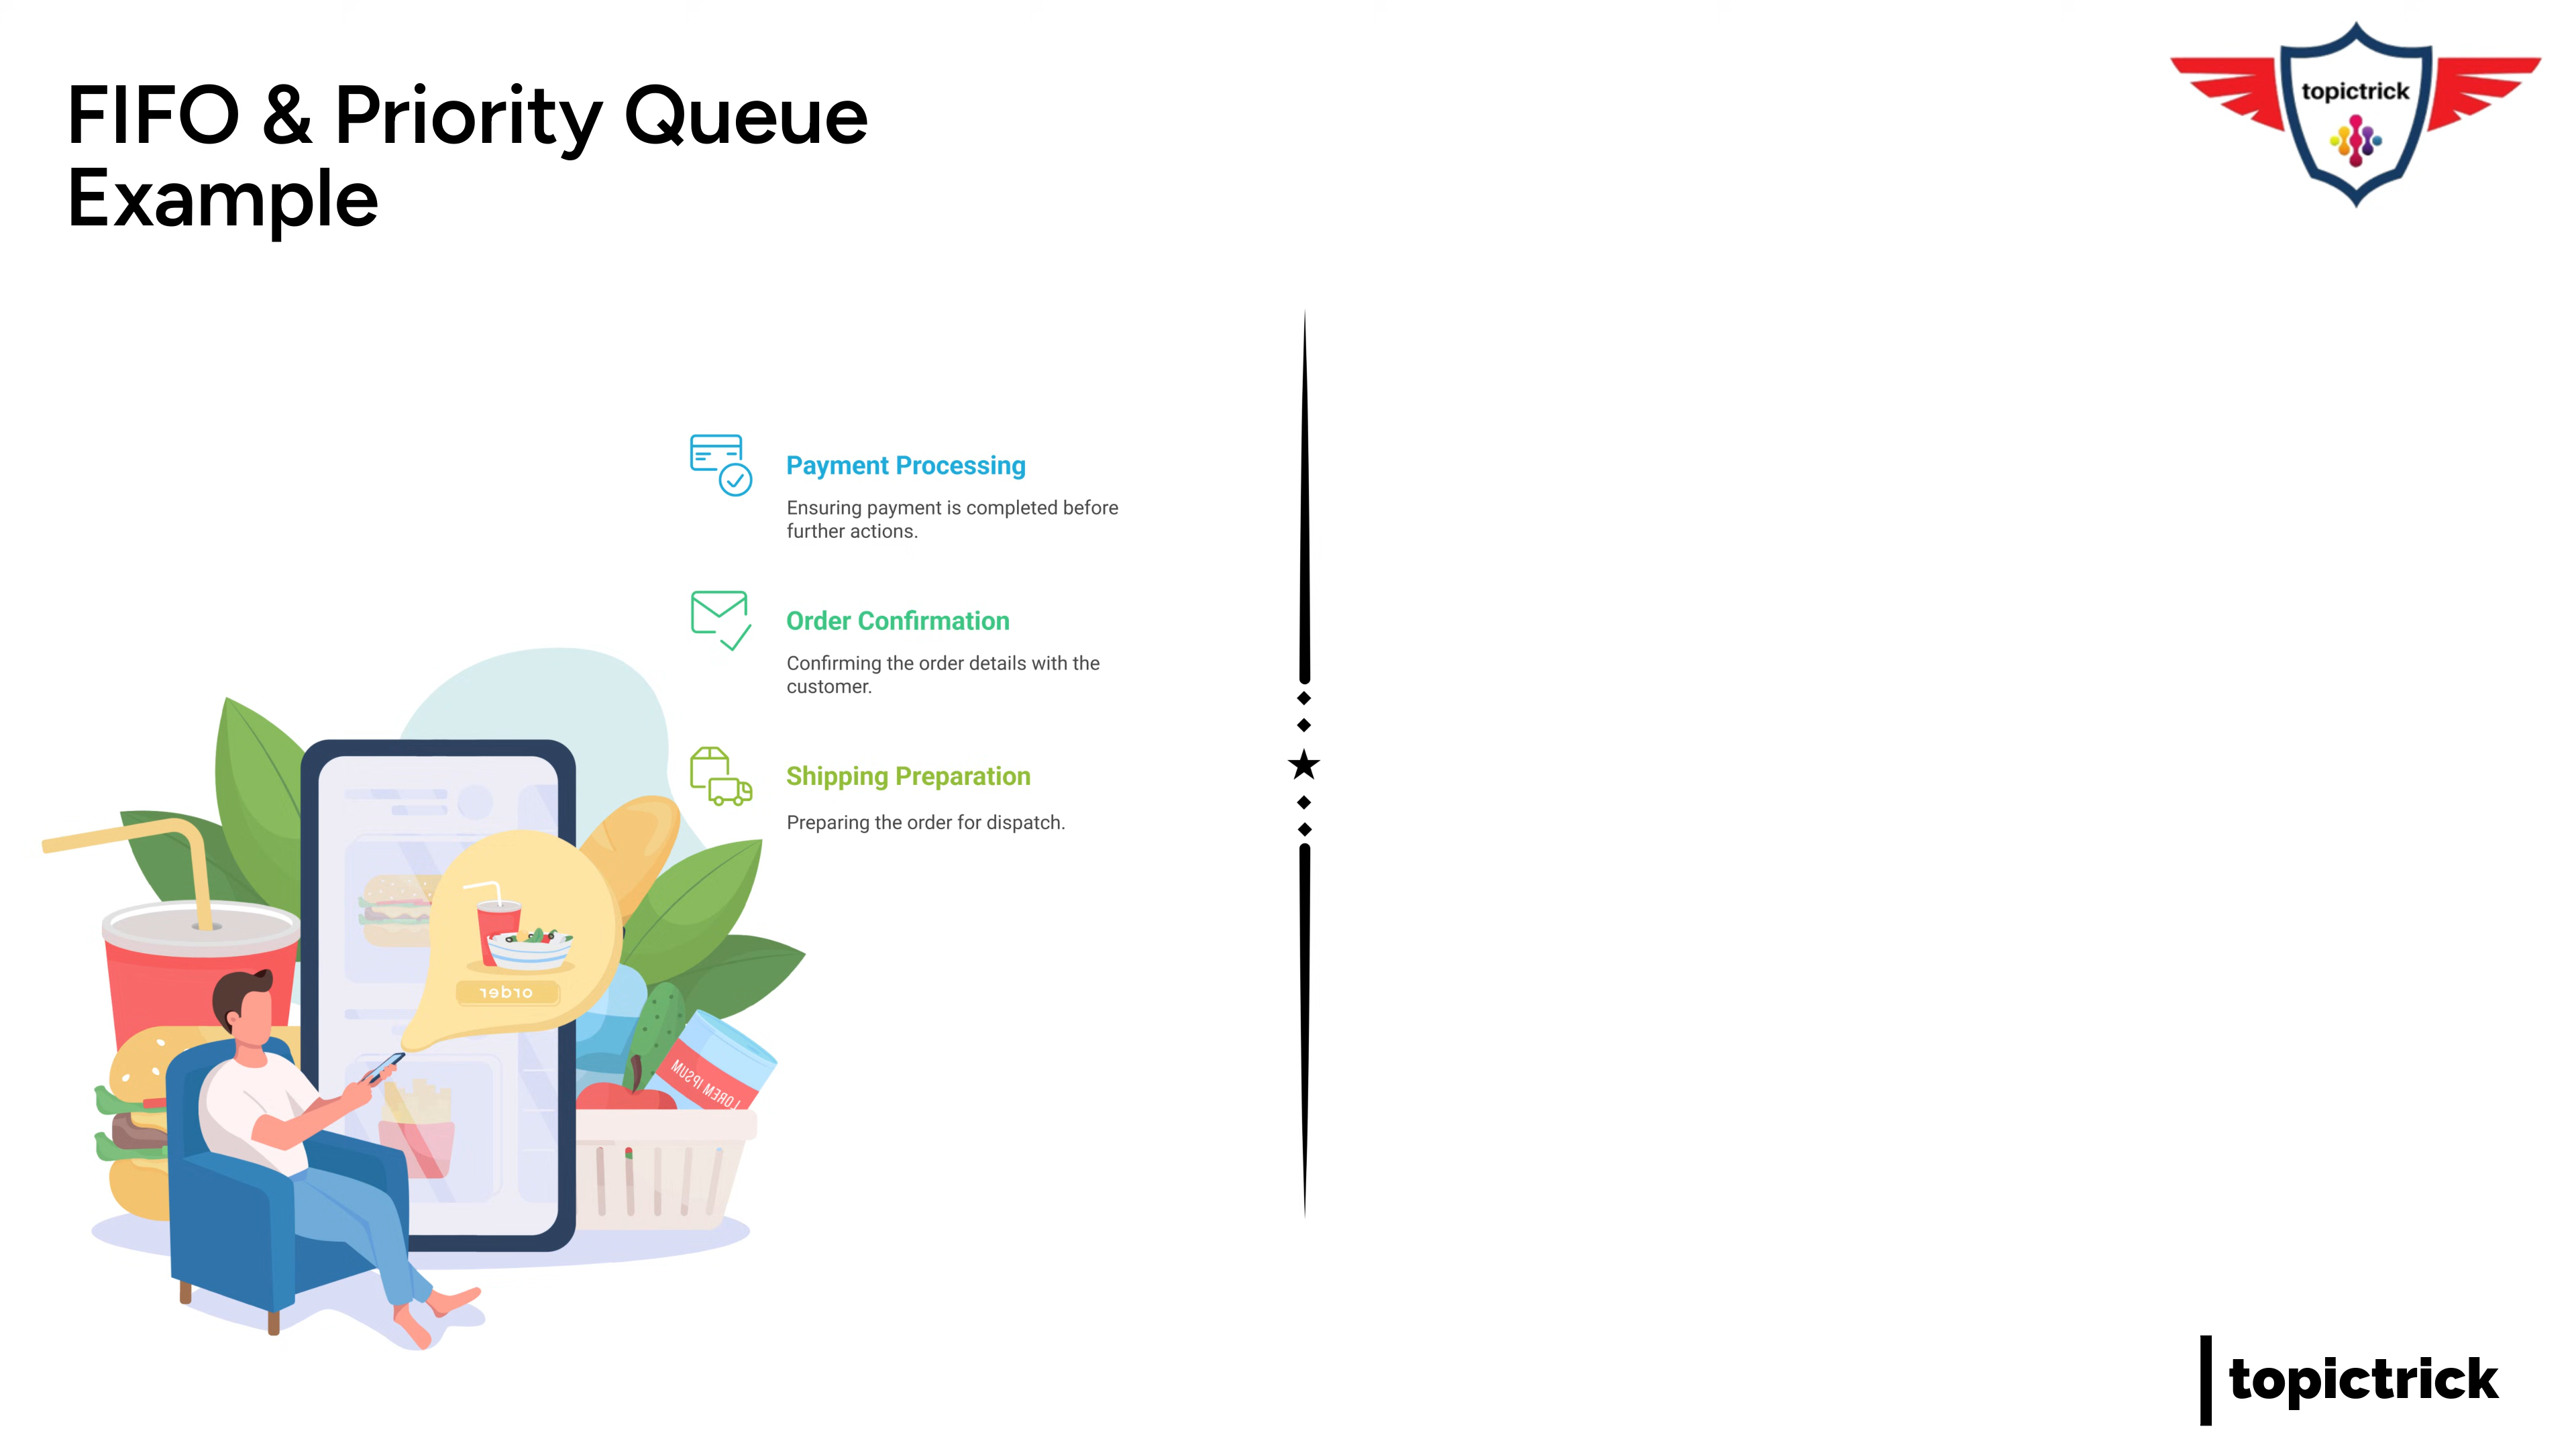 FIFO & Priority Queue
Example
topictrick
Payment Processing
Ensuring payment is completed before
further actions.
Order Confirmation
Confirming the order details with the
customer.
Shipping Preparation
Preparing the order for dispatch.
order
LOREM IPSUM
topictrick